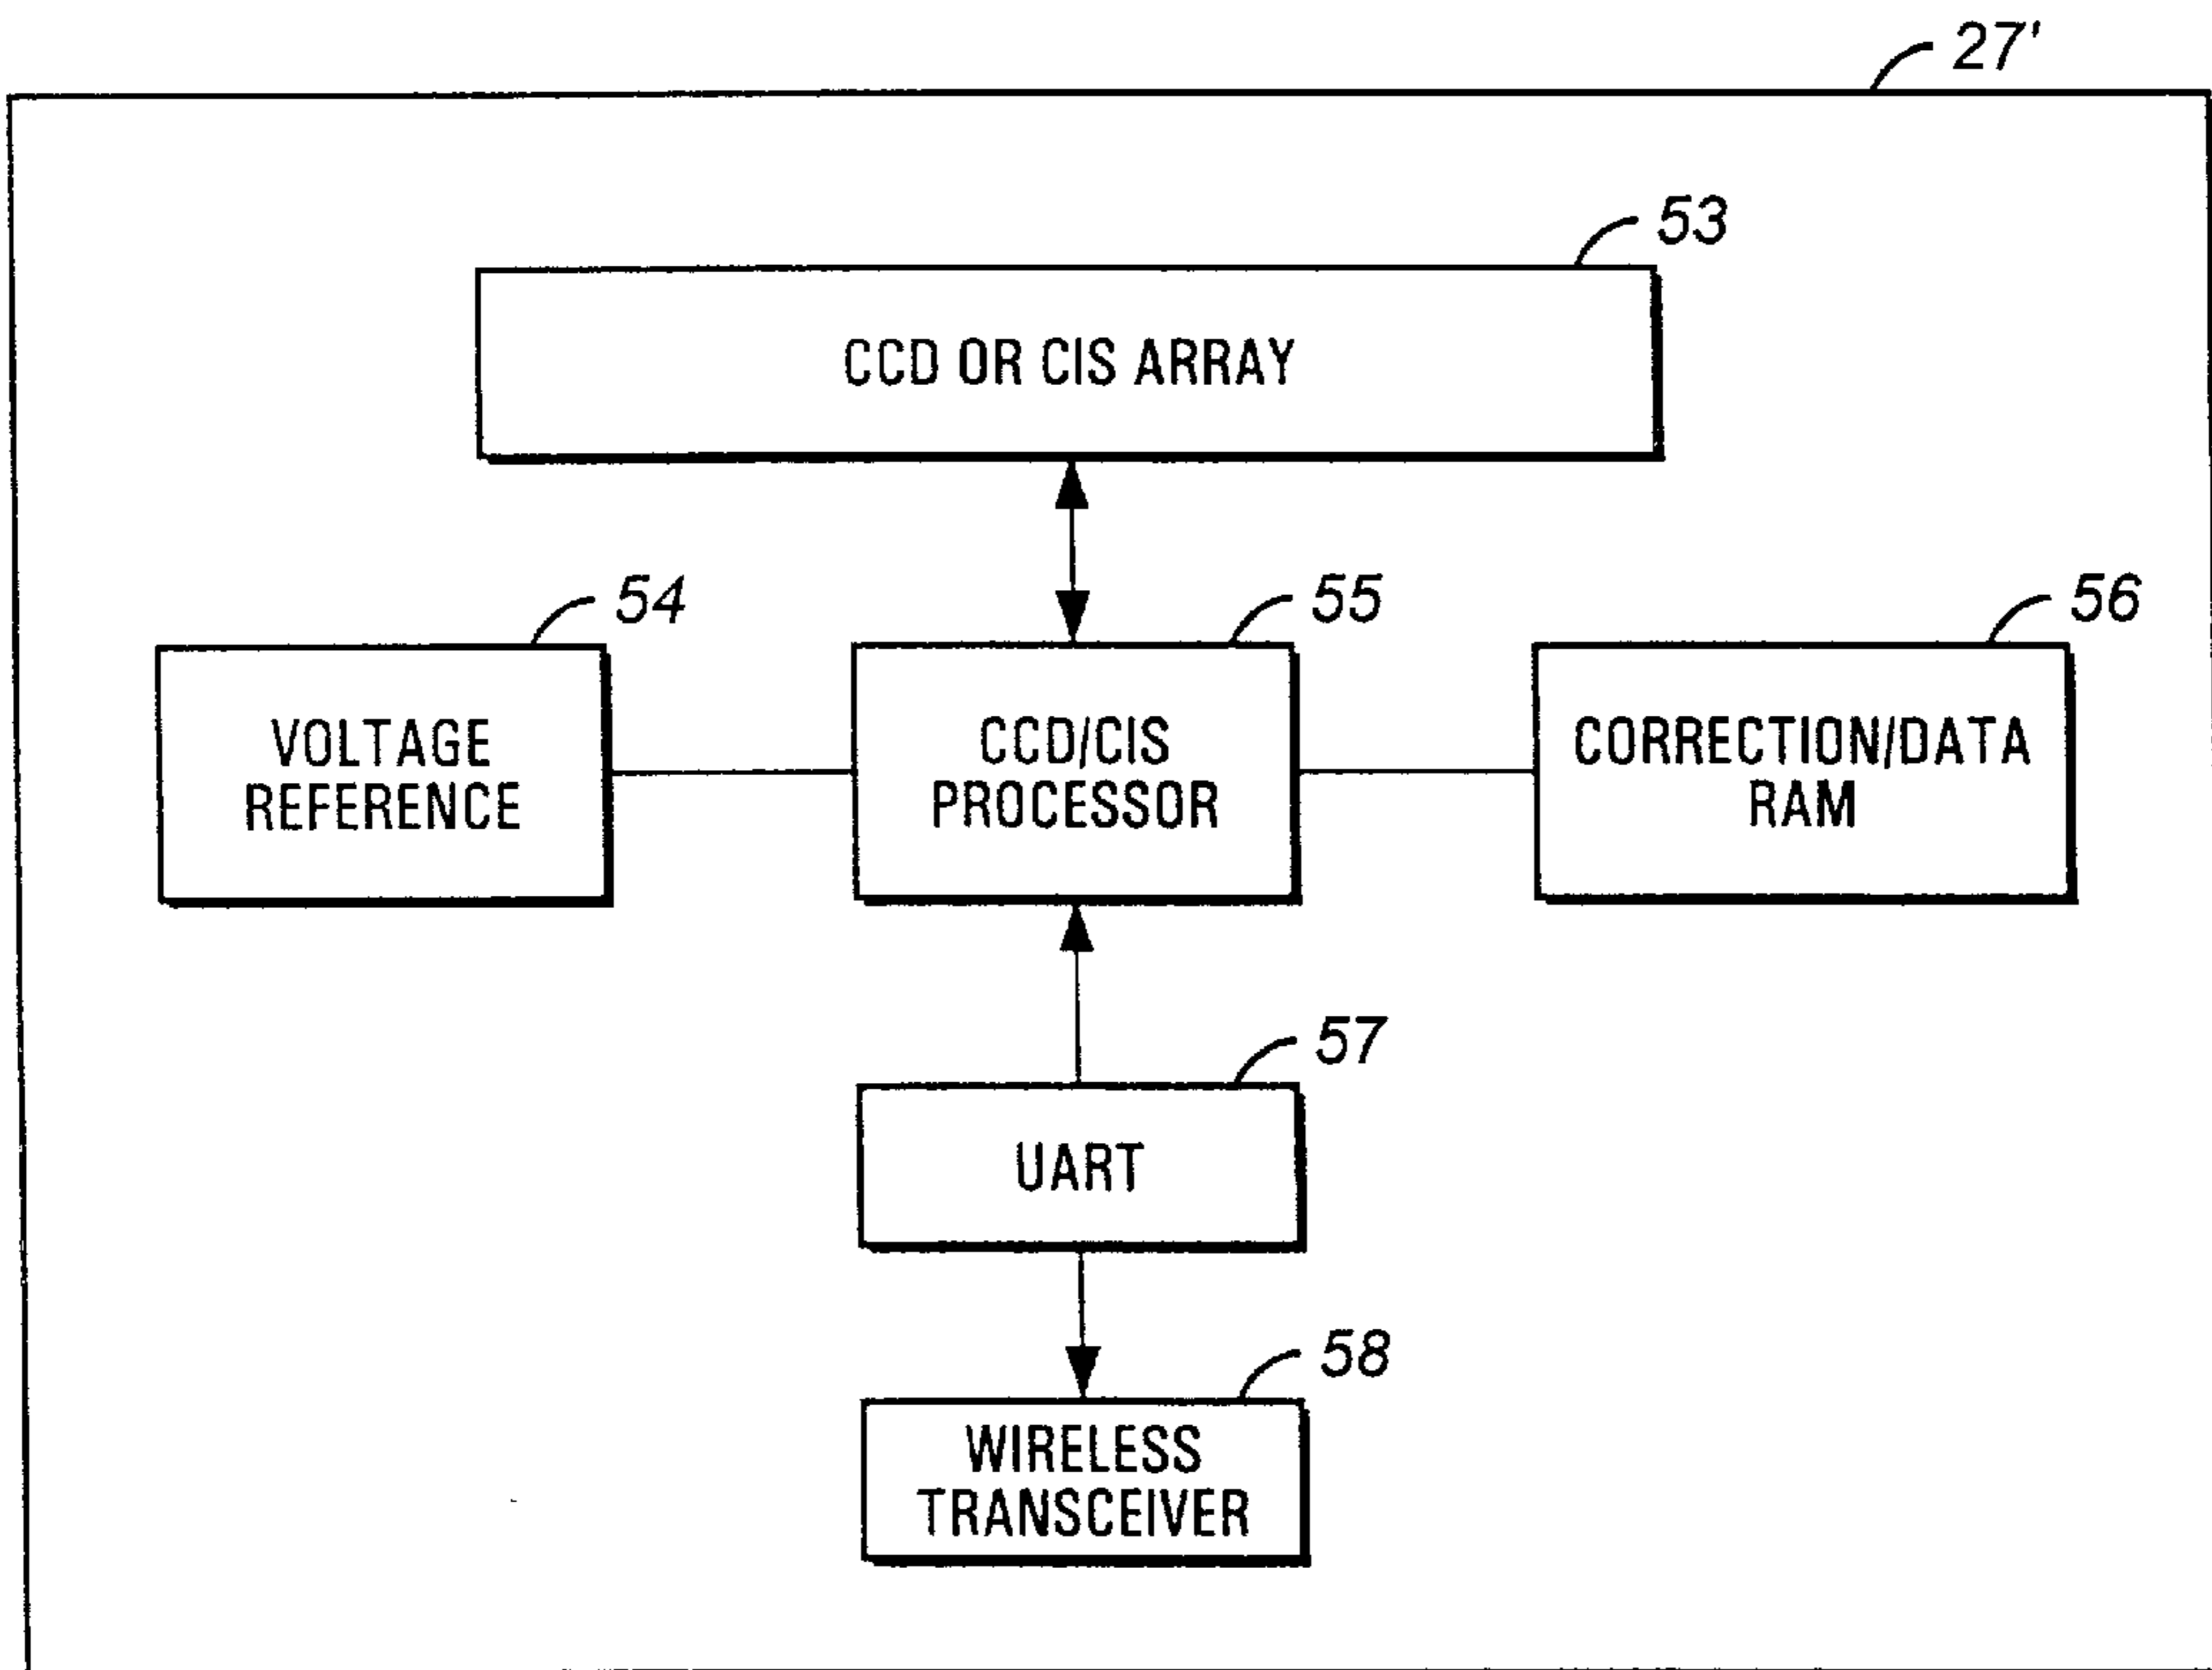 27'
53
CCD OR CIS ARRAY
54
55
56
VOLTAGE
REFERENCE
CCD/CIS
PROCESSOR
CORRECTION/DATA
RAM
57
UART
58
WIRELESS
TRANSCEIVER